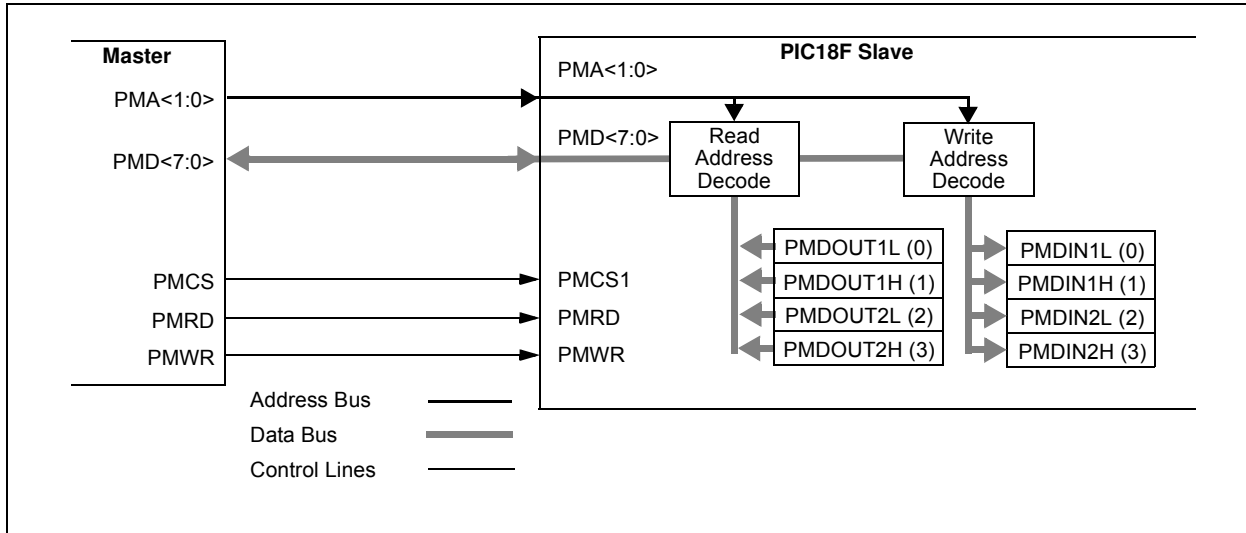 Master
PIC18F Slave
PMA<1:0>
PMA<1:0>
PMD<7:0>
PMD<7:0>
Read
Address
Decode
Write
Address
Decode
PMDOUT1L (0)
PMDIN1L (0)
PMCS
PMCS1
PMDOUT1H (1)
PMDIN1H (1)
PMRD
PMRD
PMDOUT2L (2)
PMDIN2L (2)
PMWR
PMWR
PMDOUT2H (3)
PMDIN2H (3)
Address Bus
Data Bus
Control Lines